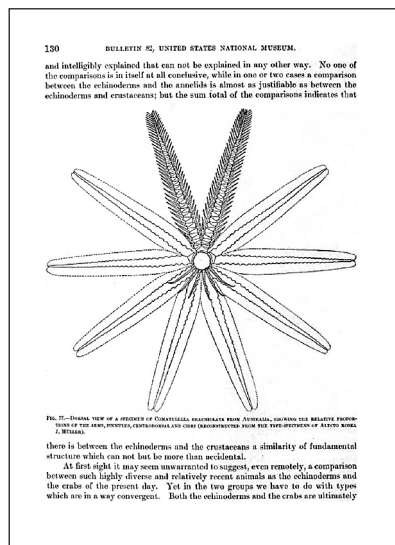 130 BULLETIN 82, UNITED STATES NATIONAL MUSEUM.
and intelligibly explained that can not be explained in any other way. No one of
the comparisons is in itself at all conclusive, while in one or two cases a comparison
between the echinoderms and the annelids is almost as justifiable as between the
echinoderms and crustaceans; but the sum total of the comparisons indicates that
FIG. 77.—DORSAL VIEW OF A SPECIMEN OF COMATULELLA BRACHIOLATA FROM AUSTRALIA, SHOWING THE RELATIVE PROPOR-
TIONS OF THE ARMS, PINNULES, CENTRODORSAL AND CIRRI (RECONSTRUCTED FROM THE TYPE-SPECIMENS OF ALECTO ROSEA
J. MÜLLER).
there is between the echinoderms and the crustaceans a similarity of fundamental
structure which can not but be more than accidental.
At first sight it may seem unwarranted to suggest, even remotely, a comparison
between such highly diverse and relatively recent animals as the echinoderms and
the crabs of the present day. Yet in the two groups we have to do with types
which are in a way convergent. Both the echinoderms and the crabs are ultimately